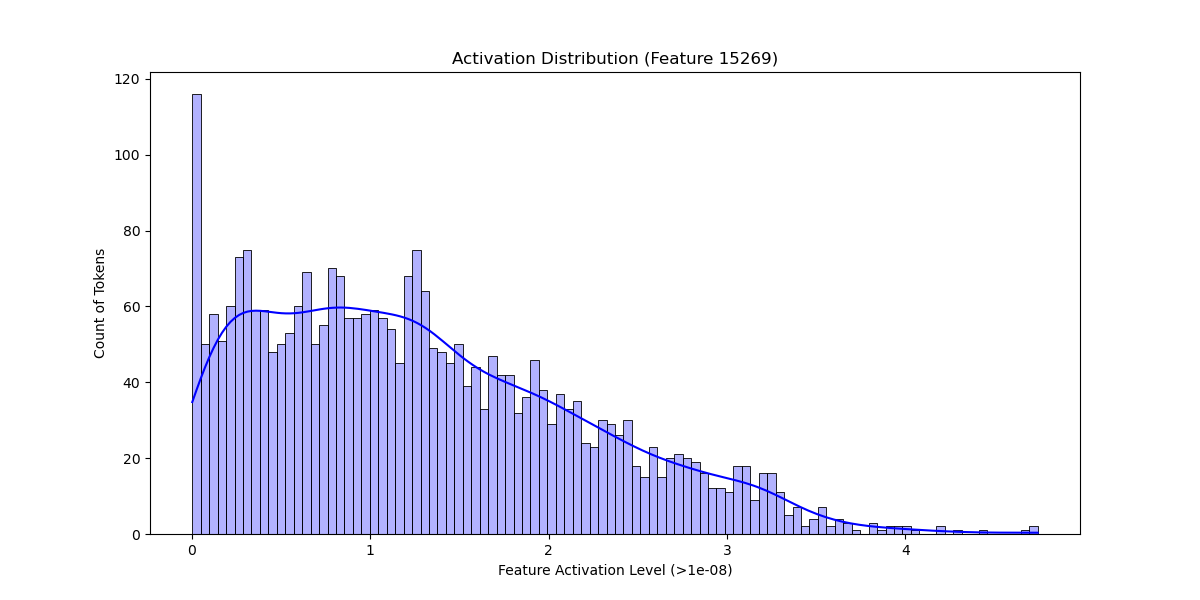 Activation Distribution (Feature 15269)
120
100
80
60
40
20
0
Count of Tokens
0 1 2 3 4
Feature Activation Level (>1e-08)